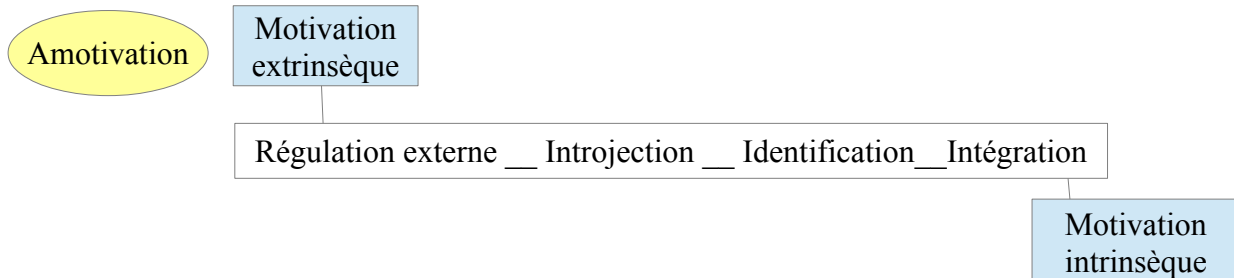 Amotivation
Motivation
extrinsèque
Régulation externe __ Introjection __ Identification__Intégration
Motivation
intrinsèque